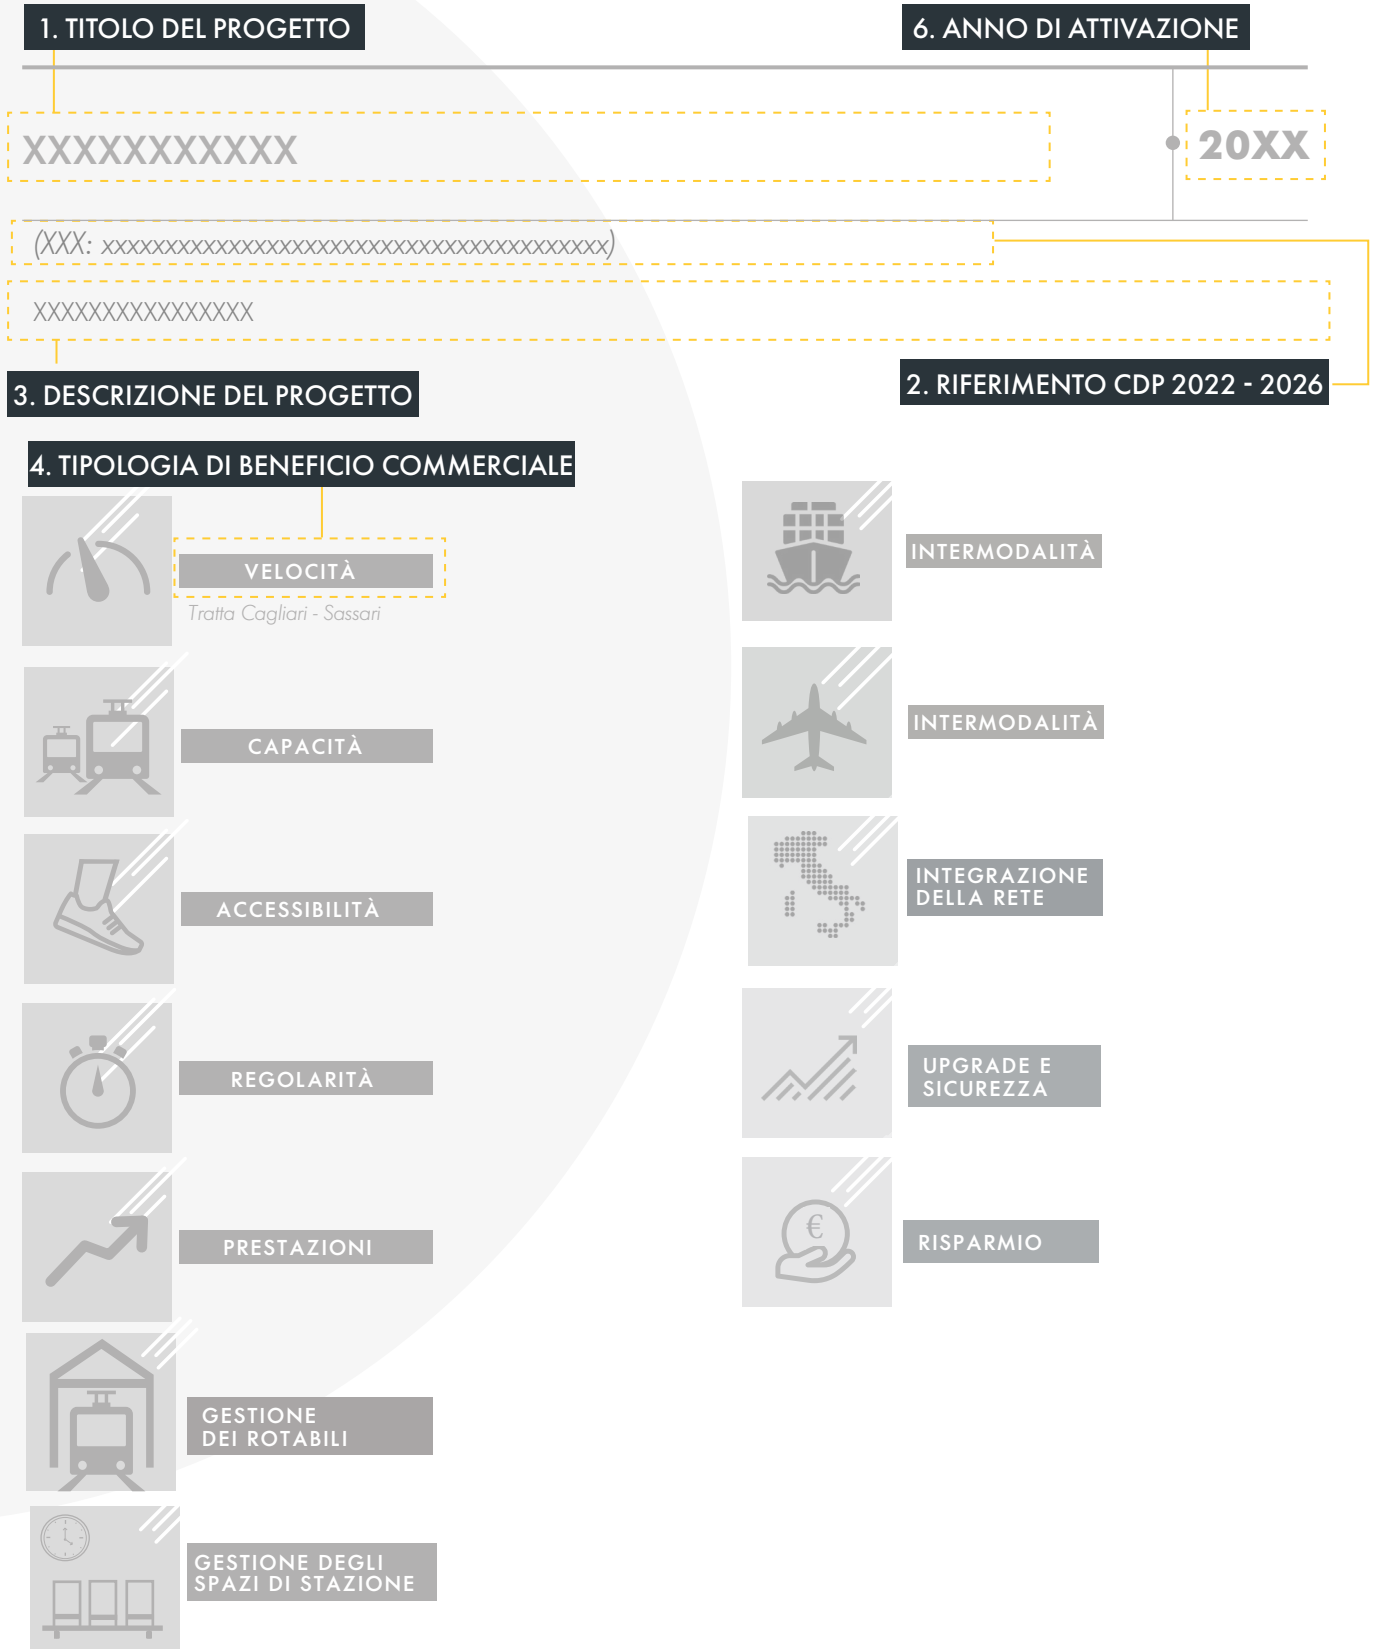 1. TITOLO DEL PROGETTO
6. ANNO DI ATTIVAZIONE
XXXXXXXXXXX
20XX
(XXX: xxxxxxxxxxxxxxxxxxxxxxxxxxxxxxxxxxxxxxxx)
XXXXXXXXXXXXXXXX
3. DESCRIZIONE DEL PROGETTO
2. RIFERIMENTO CDP 2022 - 2026
4. TIPOLOGIA DI BENEFICIO COMMERCIALE
VELOCITÀ
Tratta Cagliari - Sassari
CAPACITÀ
ACCESSIBILITÀ
REGOLARITÀ
PRESTAZIONI
GESTIONE
DEI ROTABILI
GESTIONE DEGLI
SPAZI DI STAZIONE
INTERMODALITÀ
INTERMODALITÀ
INTEGRAZIONE
DELLA RETE
UPGRADE E
SICUREZZA
€
RISPARMIO